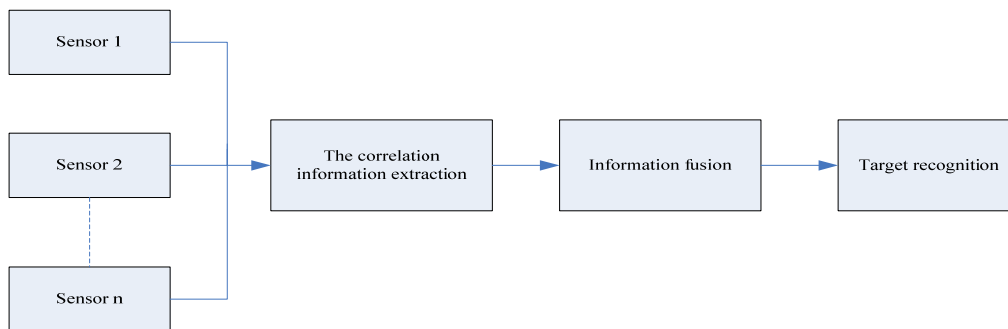 Sensor 1
Sensor 2
Sensor n
The correlation
information extraction
Information fusion
Target recognition